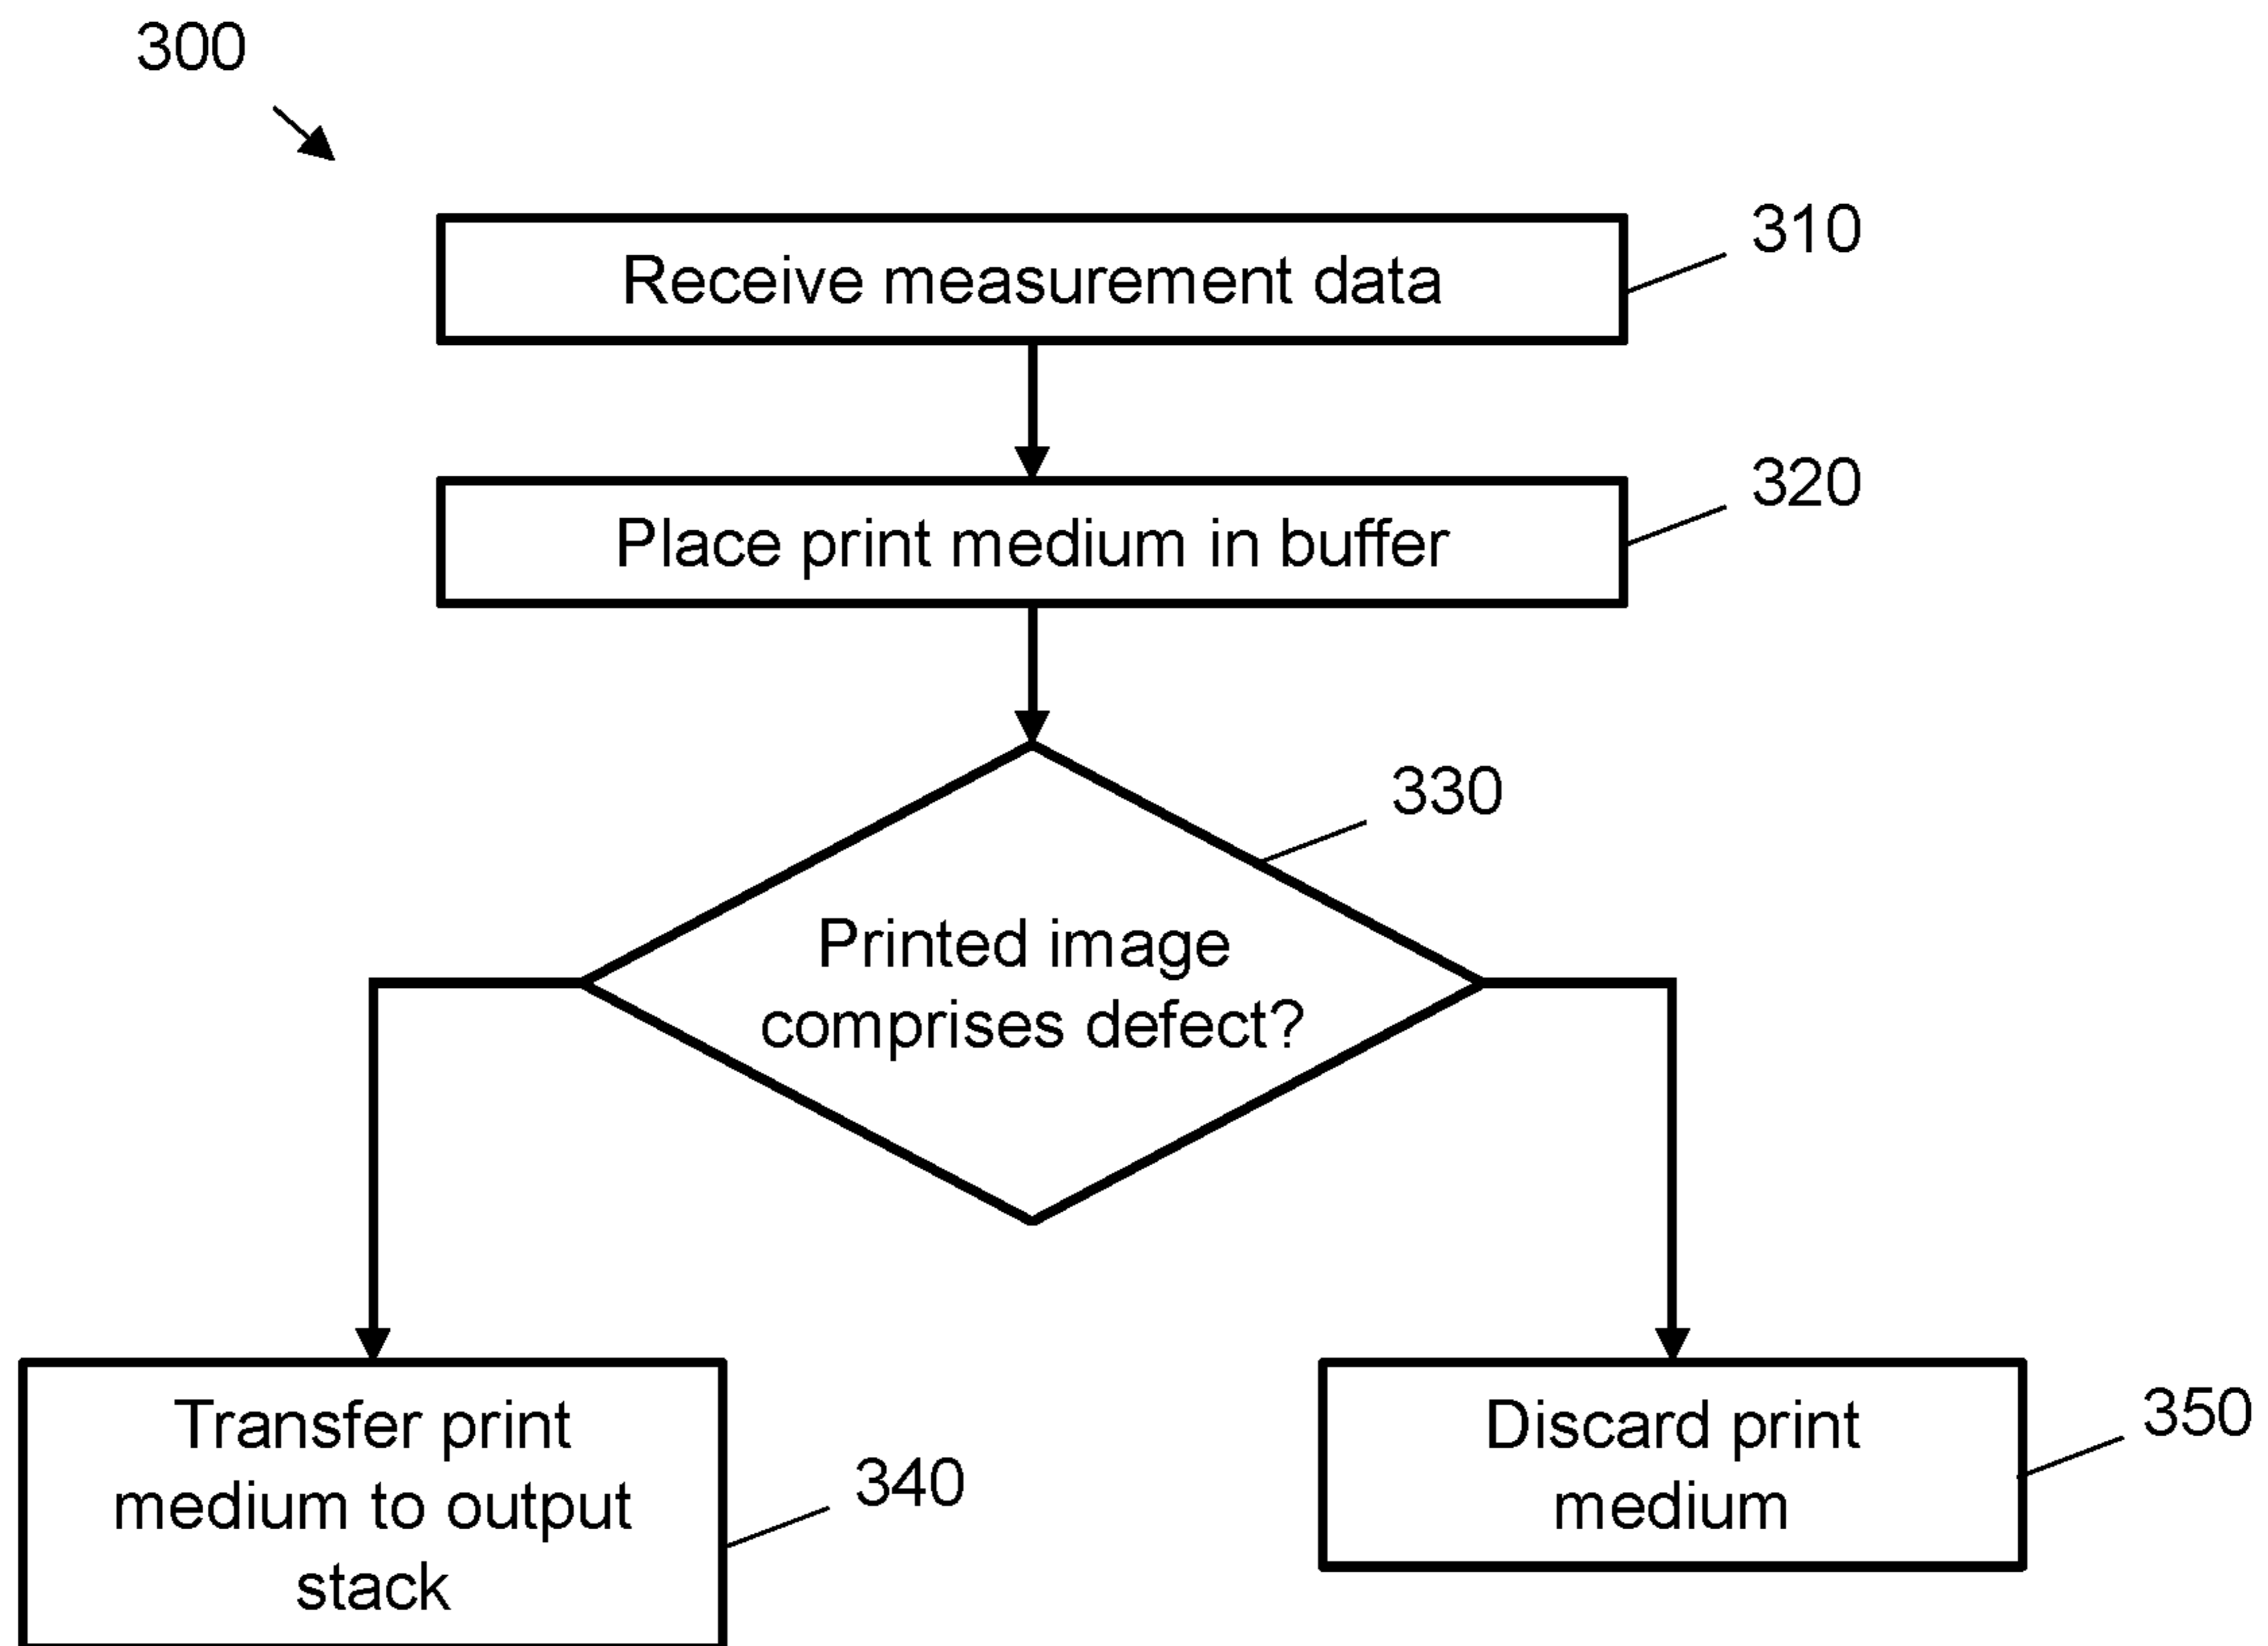 300
Receive measurement data
310
Place print medium in buffer
320
330
Printed image
comprises defect?
Transfer print
medium to output
stack
340
Discard print
medium
350